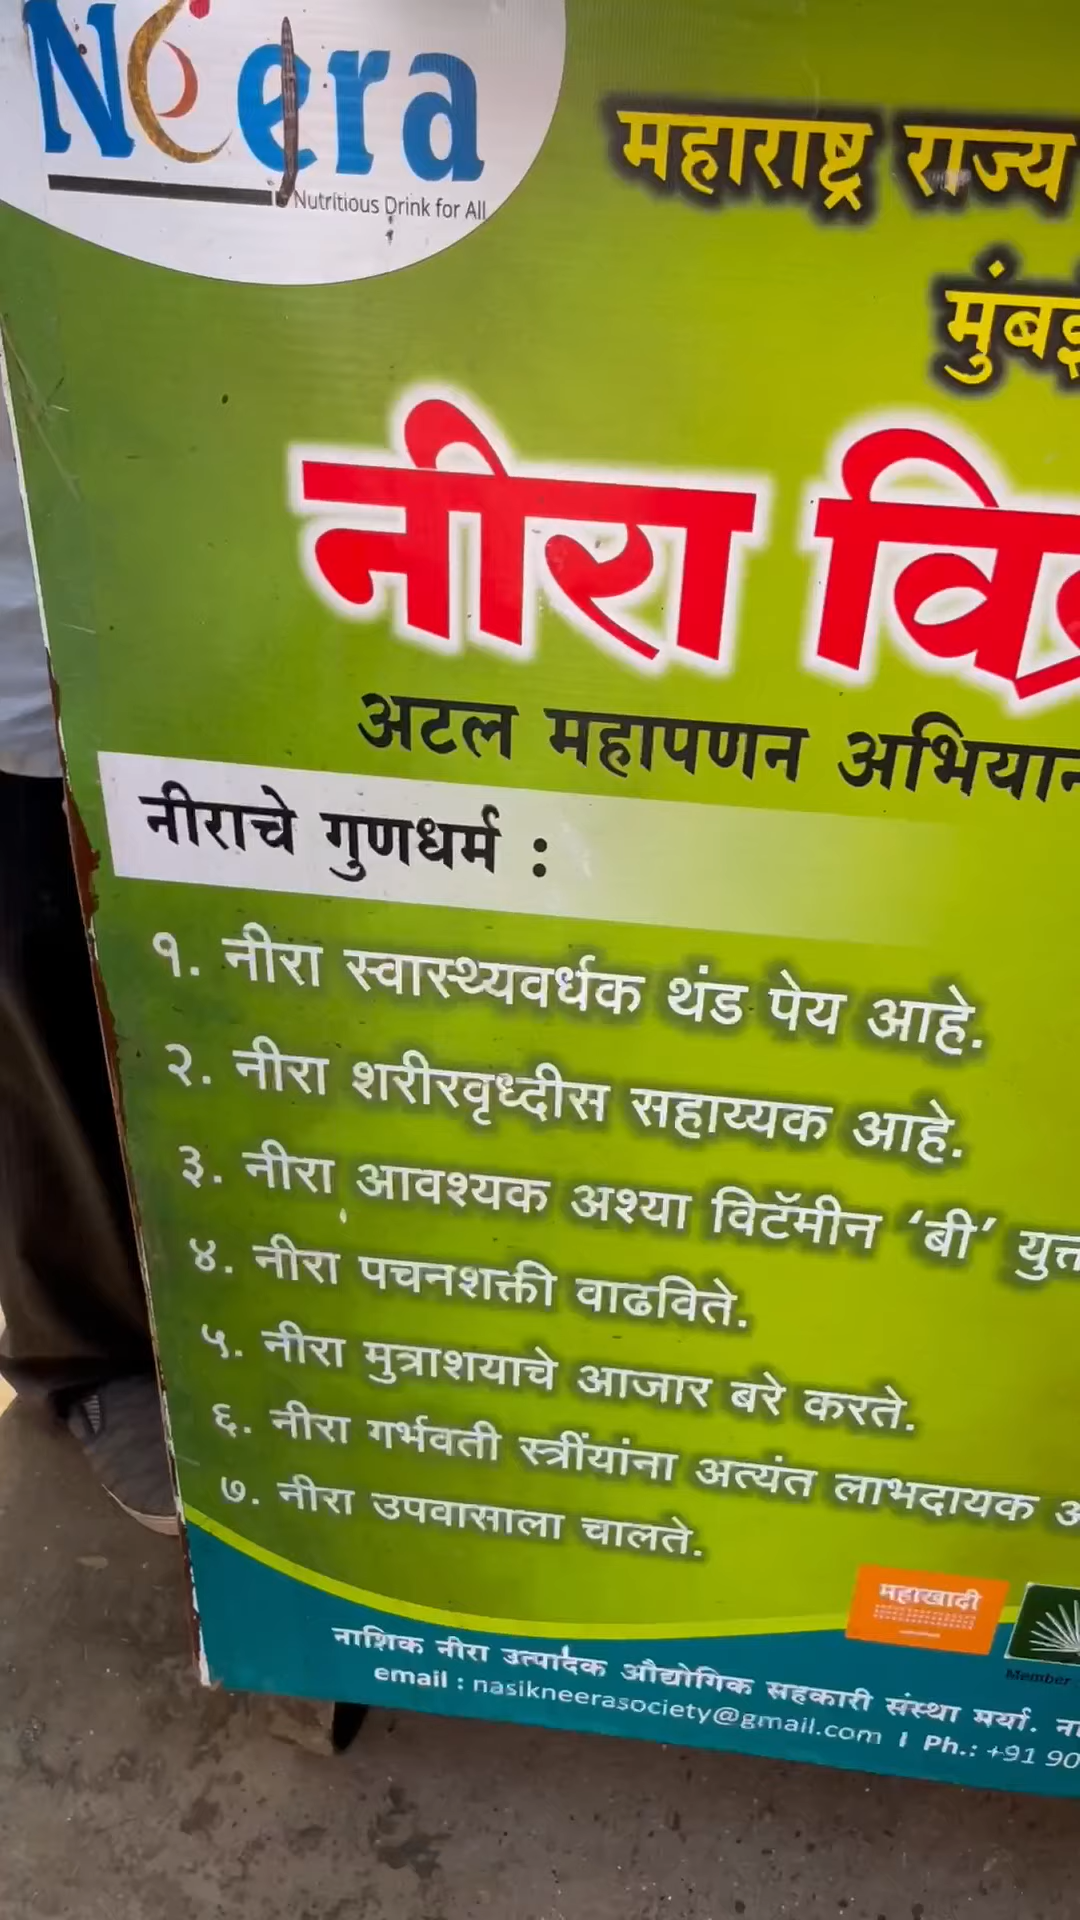 Neera
Nutritious Drink for All
महाराष्ट्र राज्य
नीरा
अटल महापणन अभियान
नीराचे गुणधर्म :
१. नीरा स्वास्थ्यवर्धक थंड पेय आहे.
२. नीरा शरीरवृध्दीस सहाय्यक आहे.
३. नीरा आवश्यक अश्या विटॅमीन ‘बी’ युक्त
४. नीरा पचनशक्ती वाढविते.
५. नीरा मुत्राशयाचे आजार बरे करते.
६. नीरा गर्भवती स्त्रींयांना अत्यंत लाभदायक
७. नीरा उपवासाला चालते.
महाखादी
Member
नाशिक नीरा उत्पादक औद्योगिक सहकारी संस्था मर्या.
email : nasikneerasociety@gmail.com I Ph.: +91 90